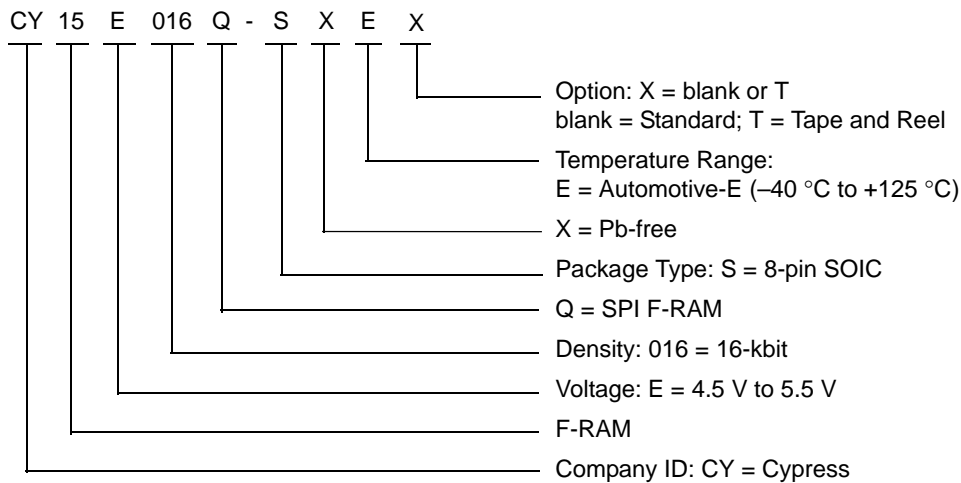 CY 15 E 016 Q - S X E X
Option: X = blank or T
blank = Standard; T = Tape and Reel
Temperature Range:
E = Automotive-E (–40 °C to +125 °C)
X = Pb-free
Package Type: S = 8-pin SOIC
Q = SPI F-RAM
Density: 016 = 16-kbit
Voltage: E = 4.5 V to 5.5 V
F-RAM
Company ID: CY = Cypress